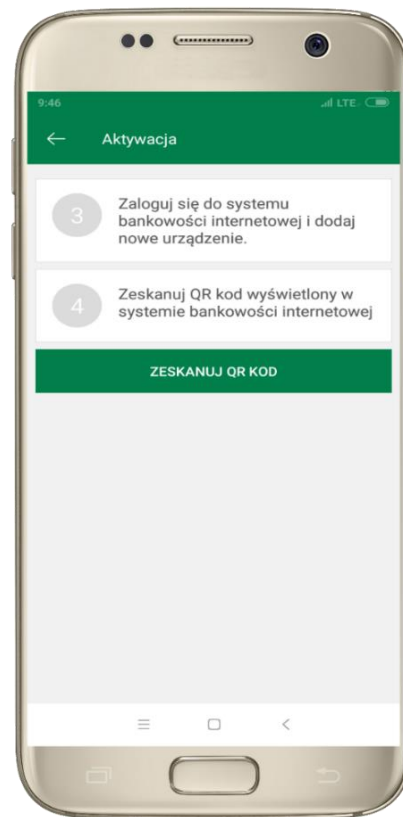 9:46
LTE
Aktywacja
3
Zaloguj się do systemu
bankowości internetowej i dodaj
nowe urządzenie.
4
Zeskanuj QR kod wyświetlony w
systemie bankowości internetowej
ZESKANUJ QR KOD